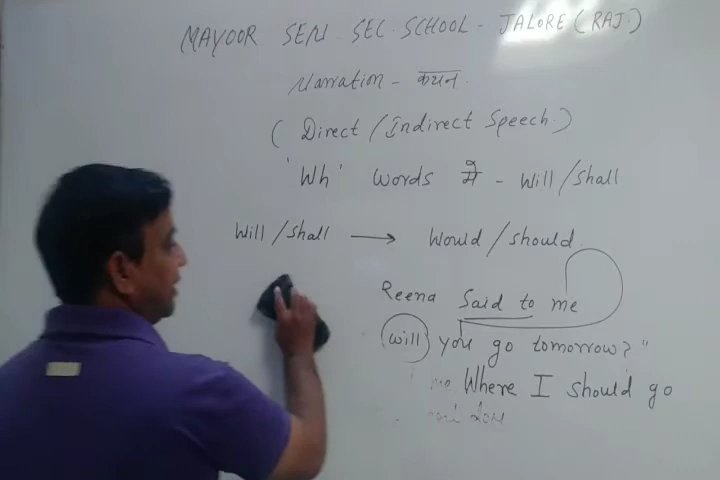 MAYOOR SEN. SEC. SCHOOL - JALORE (RAJ.)
Narration - कथन
( Direct / Indirect Speech )
'Wh' words में - Will / Shall
Will / Shall → Would / Should
Reena Said to me
will you go tomorrow? "
Where I should go